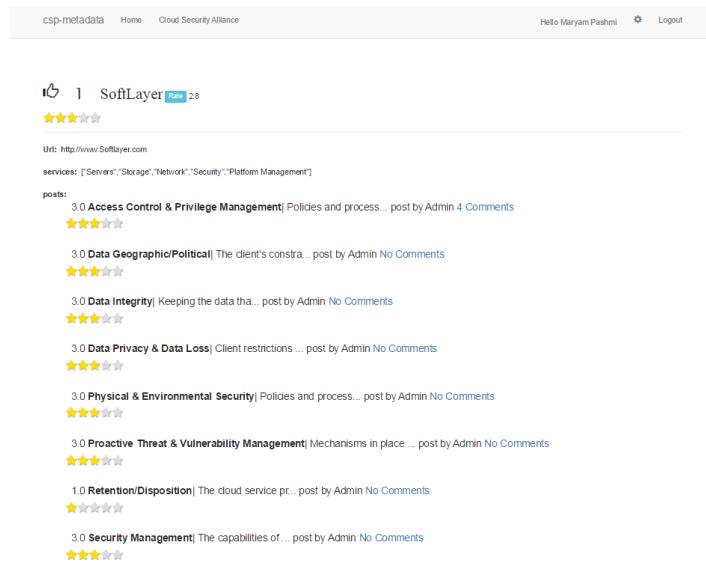 csp-metadata Home Cloud Security Alliance Hello Maryam Pashmi Logout
1 SoftLayer Rate 2.8
Url: http://www.Softlayer.com
services: ["Servers","Storage","Network","Security","Platform Management"]
posts:
3.0 Access Control & Privilege Management| Policies and process... post by Admin 4 Comments
3.0 Data Geographic/Political| The client's constra... post by Admin No Comments
3.0 Data Integrity| Keeping the data tha... post by Admin No Comments
3.0 Data Privacy & Data Loss| Client restrictions ... post by Admin No Comments
3.0 Physical & Environmental Security| Policies and process... post by Admin No Comments
3.0 Proactive Threat & Vulnerability Management| Mechanisms in place ... post by Admin No Comments
1.0 Retention/Disposition| The cloud service pr... post by Admin No Comments
3.0 Security Management| The capabilities of ... post by Admin No Comments